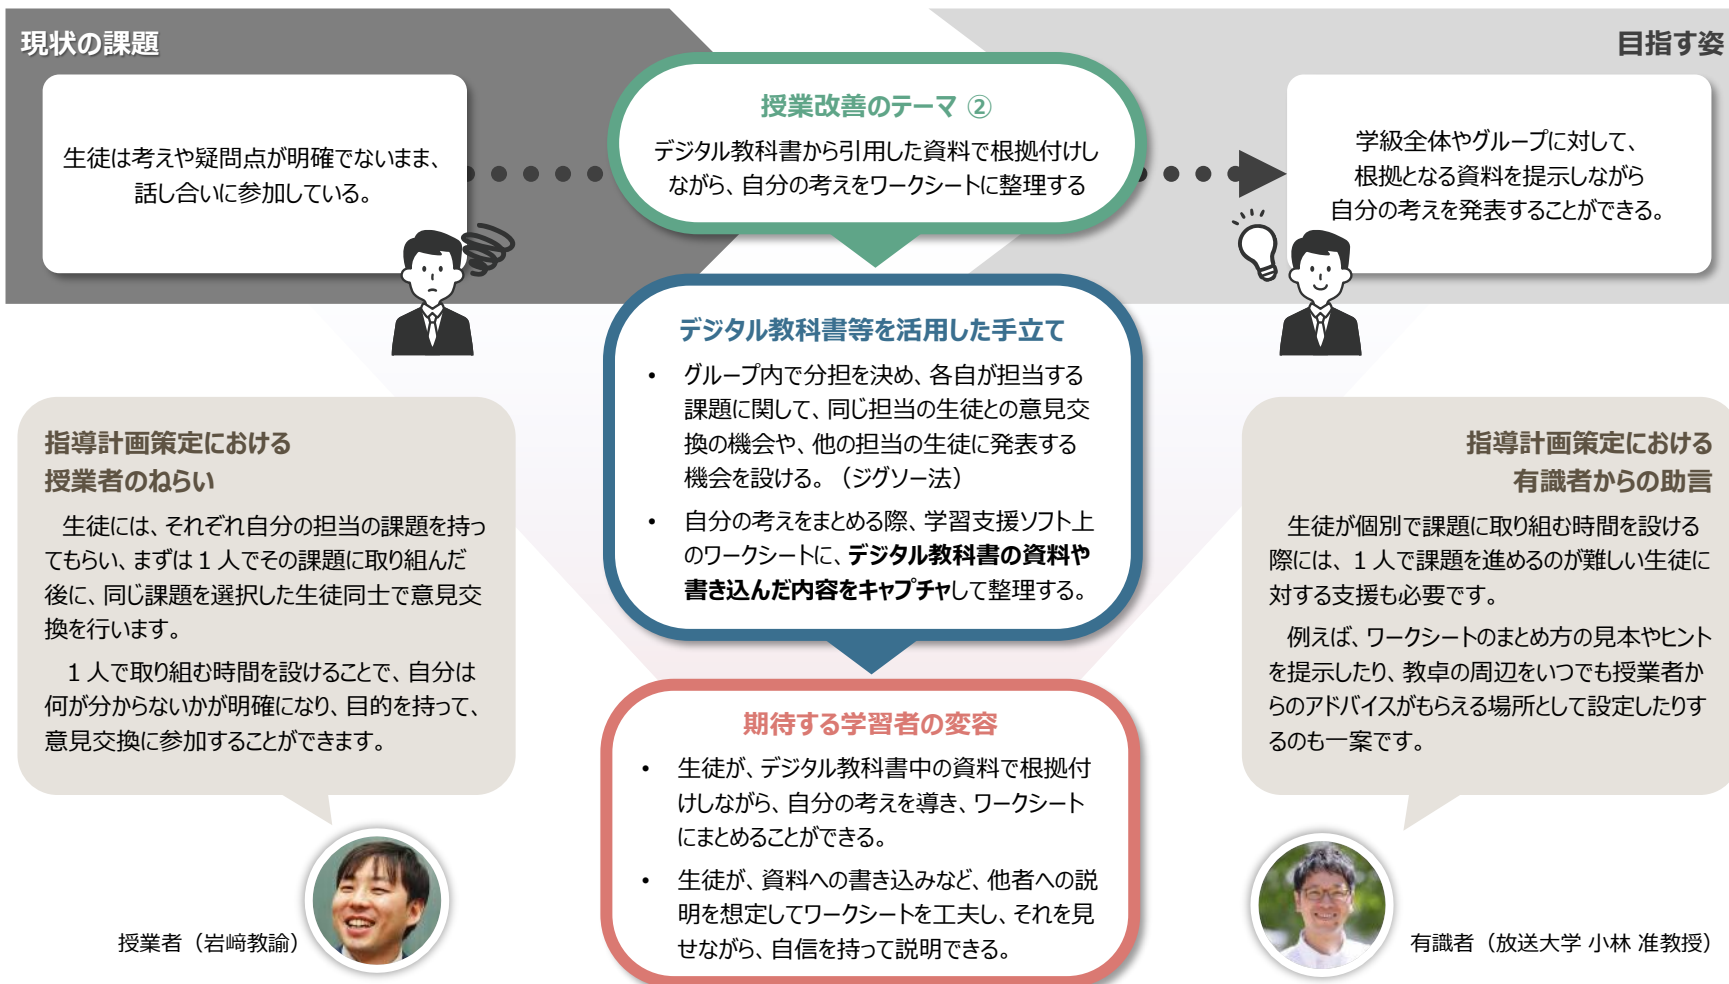 現状の課題
目指す姿
生徒は考えや疑問点が明確でないまま、
話し合いに参加している。
授業改善のテーマ ②
デジタル教科書から引用した資料で根拠付けし
ながら、自分の考えをワークシートに整理する
学級全体やグループに対して、
根拠となる資料を提示しながら
自分の考えを発表することができる。
デジタル教科書等を活用した手立て
• グループ内で分担を決め、各自が担当する
課題に関して、同じ担当の生徒との意見交
換の機会や、他の担当の生徒に発表する
機会を設ける。（ジグソー法）
• 自分の考えをまとめる際、学習支援ソフト上
のワークシートに、デジタル教科書の資料や
書き込んだ内容をキャプチャして整理する。
指導計画策定における
授業者のねらい
生徒には、それぞれ自分の担当の課題を持っ
てもらい、まずは１人でその課題に取り組んだ
後に、同じ課題を選択した生徒同士で意見交
換を行います。
１人で取り組む時間を設けることで、自分は
何が分からないかが明確になり、目的を持って、
意見交換に参加することができます。
授業者（岩﨑教諭）
期待する学習者の変容
• 生徒が、デジタル教科書中の資料で根拠付
けしながら、自分の考えを導き、ワークシート
にまとめることができる。
• 生徒が、資料への書き込みなど、他者への説
明を想定してワークシートを工夫し、それを見
せながら、自信を持って説明できる。
指導計画策定における
有識者からの助言
生徒が個別で課題に取り組む時間を設ける
際には、１人で課題を進めるのが難しい生徒に
対する支援も必要です。
例えば、ワークシートのまとめ方の見本やヒント
を提示したり、教卓の周辺をいつでも授業者か
らのアドバイスがもらえる場所として設定したりす
るのも一案です。
有識者（放送大学 小林 准教授）